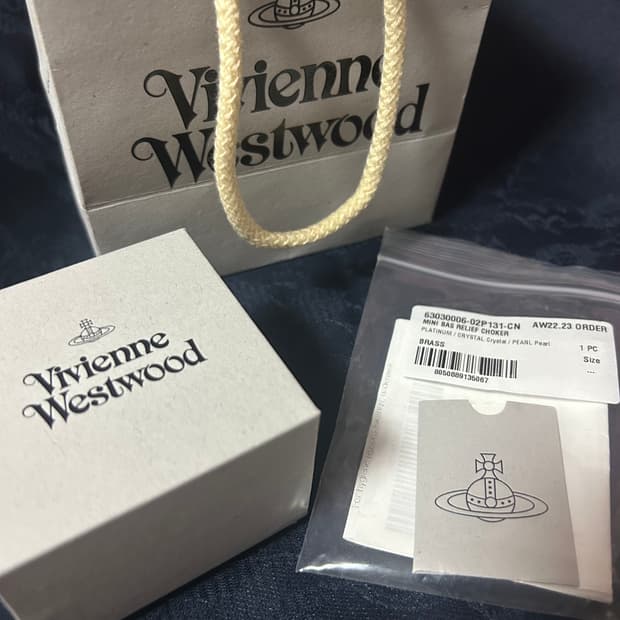 Vivienne
Westwood
Vivienne
Westwood
63030006-02P131-CN AW22.23 ORDER
MINI BAS RELIEF CHOKER
PLATINUM / CRYSTAL Crystal / PEARL Pearl
1 PC
BRASS
Size
8050889135067
---